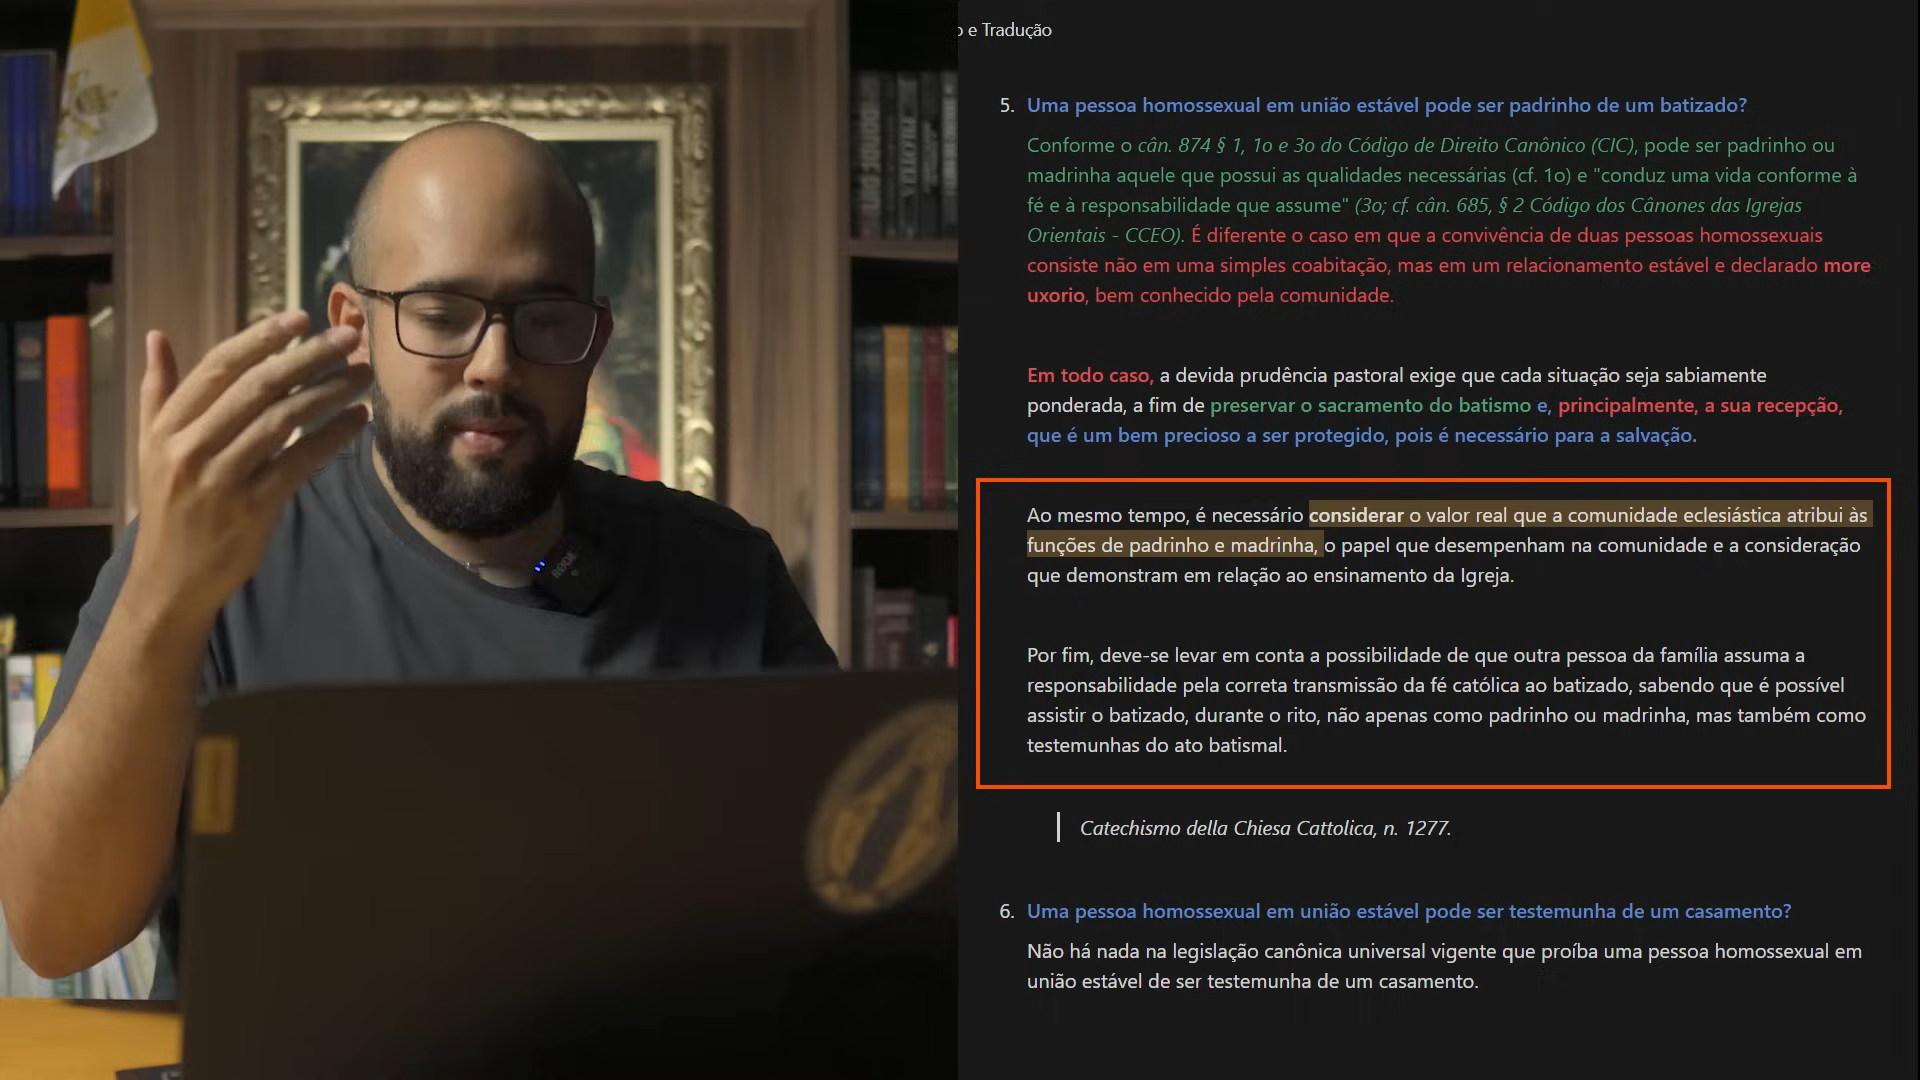 o e Tradução
5. Uma pessoa homossexual em união estável pode ser padrinho de um batizado?
Conforme o cân. 874 § 1, 1o e 3o do Código de Direito Canônico (CIC), pode ser padrinho ou
madrinha aquele que possui as qualidades necessárias (cf. 1o) e "conduz uma vida conforme à
fé e à responsabilidade que assume" (3o; cf. cân. 685, § 2 Código dos Cânones das Igrejas
Orientais - CCEO). É diferente o caso em que a convivência de duas pessoas homossexuais
consiste não em uma simples coabitação, mas em um relacionamento estável e declarado more
uxorio, bem conhecido pela comunidade.
Em todo caso, a devida prudência pastoral exige que cada situação seja sabiamente
ponderada, a fim de preservar o sacramento do batismo e, principalmente, a sua recepção,
que é um bem precioso a ser protegido, pois é necessário para a salvação.
Ao mesmo tempo, é necessário considerar o valor real que a comunidade eclesiástica atribui às
funções de padrinho e madrinha, o papel que desempenham na comunidade e a consideração
que demonstram em relação ao ensinamento da Igreja.
Por fim, deve-se levar em conta a possibilidade de que outra pessoa da família assuma a
responsabilidade pela correta transmissão da fé católica ao batizado, sabendo que é possível
assistir o batizado, durante o rito, não apenas como padrinho ou madrinha, mas também como
testemunhas do ato batismal.
Catechismo della Chiesa Cattolica, n. 1277.
6. Uma pessoa homossexual em união estável pode ser testemunha de um casamento?
Não há nada na legislação canônica universal vigente que proíba uma pessoa homossexual em
união estável de ser testemunha de um casamento.
RODE